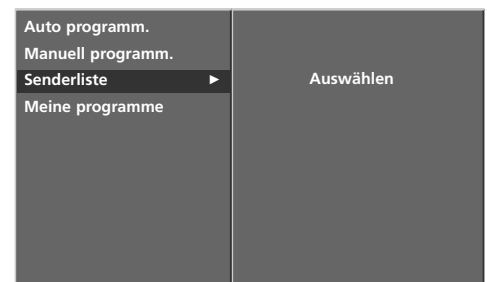 Auto programm.
Manuell programm.
Senderliste ►
Auswählen
Meine programme